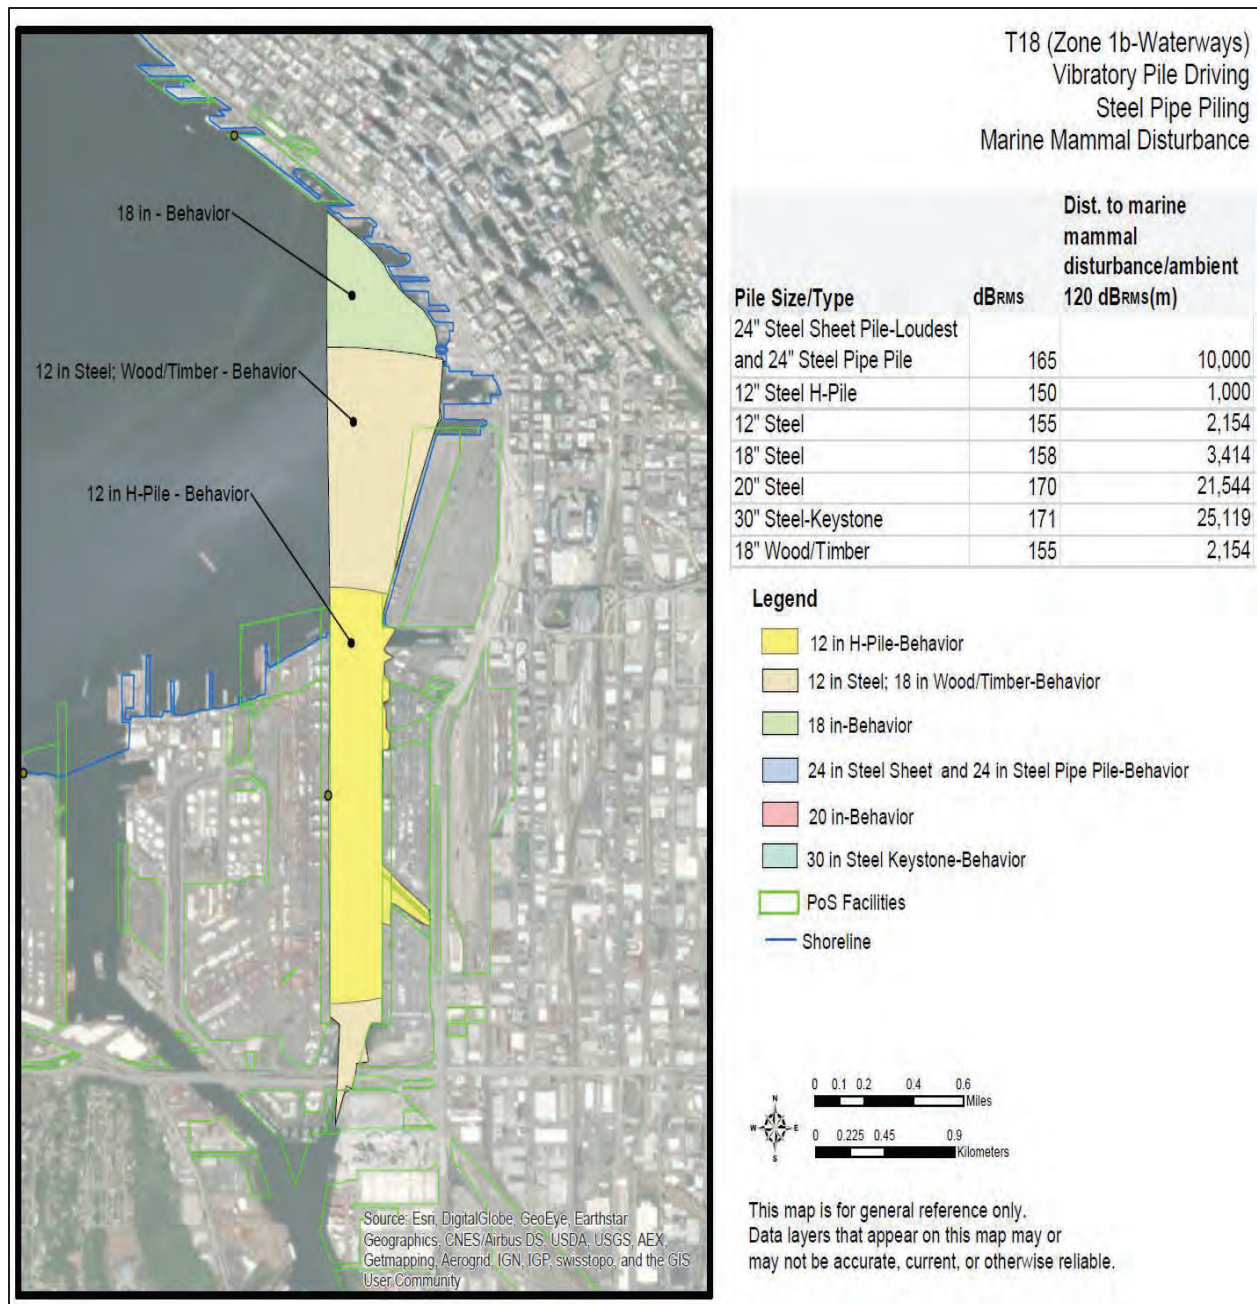 T18 (Zone 1b-Waterways)
Vibratory Pile Driving
Steel Pipe Piling
Marine Mammal Disturbance
18 in - Behavior
12 in Steel; Wood/Timber - Behavior
12 in H-Pile - Behavior
Dist. to marine
mammal
disturbance/ambient
Pile Size/Type dBRMS 120 dBRMS(m)
24" Steel Sheet Pile-Loudest
and 24" Steel Pipe Pile 165 10,000
12" Steel H-Pile 150 1,000
12" Steel 155 2,154
18" Steel 158 3,414
20" Steel 170 21,544
30" Steel-Keystone 171 25,119
18" Wood/Timber 155 2,154
Legend
12 in H-Pile-Behavior
12 in Steel; 18 in Wood/Timber-Behavior
18 in-Behavior
24 in Steel Sheet and 24 in Steel Pipe Pile-Behavior
20 in-Behavior
30 in Steel Keystone-Behavior
PoS Facilities
Shoreline
N
W E
S
0 0.1 0.2 0.4 0.6
Miles
0 0.225 0.45 0.9
Kilometers
This map is for general reference only.
Data layers that appear on this map may or
may not be accurate, current, or otherwise reliable.
Source: Esri, DigitalGlobe, GeoEye, Earthstar
Geographics, CNES/Airbus DS, USDA, USGS, AEX,
Getmapping, Aerogrid, IGN, IGP, swisstopo, and the GIS
User Community